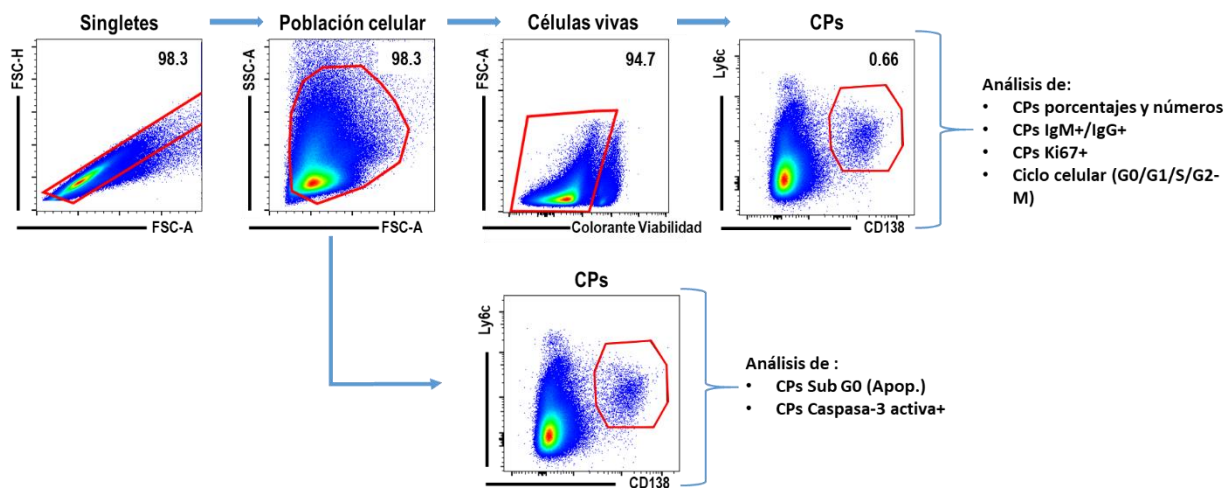 Singletes
Población celular
Células vivas
CPs
98.3
98.3
94.7
0.66
FSC-H
SSC-A
FSC-A
Ly6c
FSC-A
FSC-A
Colorante Viabilidad
CD138
Análisis de:
• CPs porcentajes y números
• CPs IgM+/IgG+
• CPs Ki67+
• Ciclo celular (G0/G1/S/G2-
M)
CPs
Ly6c
CD138
Análisis de :
• CPs Sub G0 (Apop.)
• CPs Caspasa-3 activa+